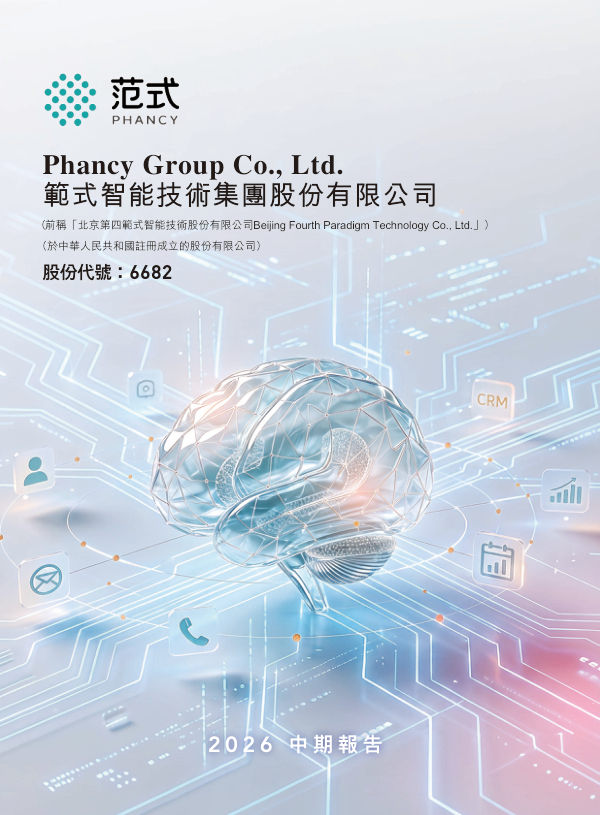 范式
PHANCY
Phancy Group Co., Ltd.
範式智能技術集團股份有限公司
(前稱「北京第四範式智能技術股份有限公司Beijing Fourth Paradigm Technology Co., Ltd.」)
(於中華人民共和國註冊成立的股份有限公司)
股份代號：6682
CRM
2026 中期報告